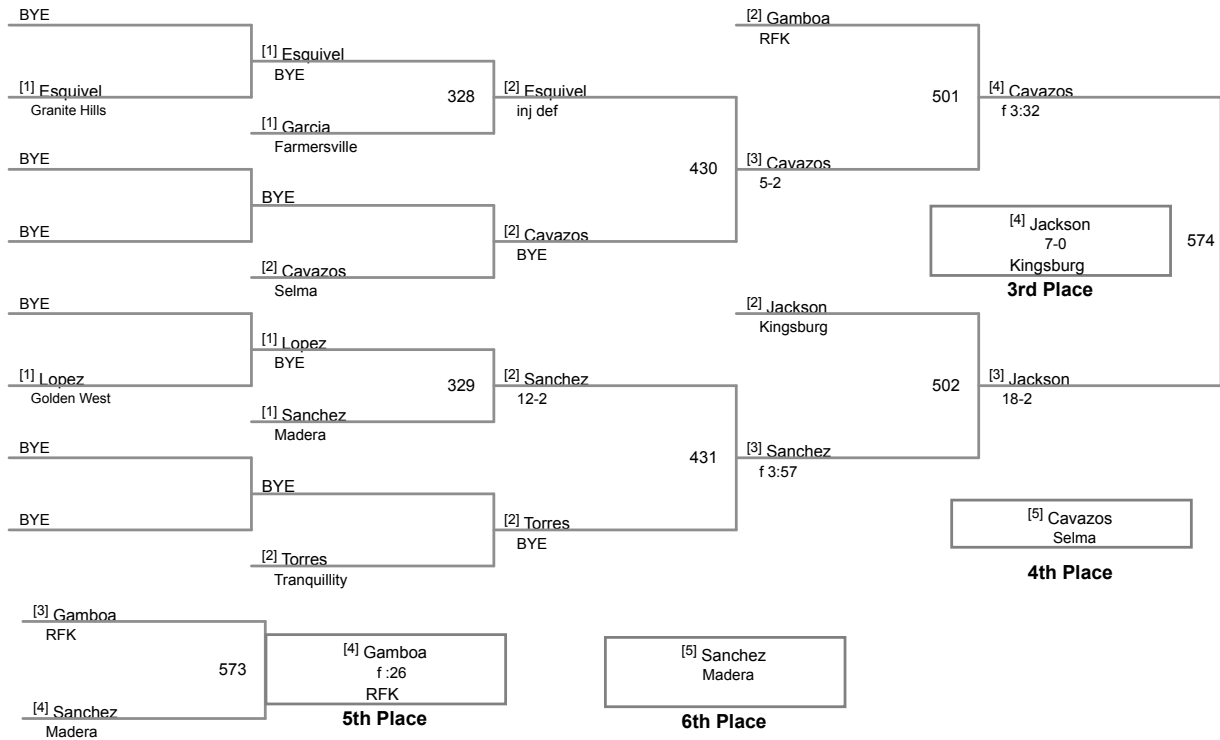 BYE
[1] Esquivel
Granite Hills
BYE
BYE
BYE
[1] Lopez
Golden West
BYE
BYE
[1] Esquivel
BYE
328
[1] Garcia
Farmersville
BYE
[2] Cavazos
Selma
[1] Lopez
BYE
329
[1] Sanchez
Madera
BYE
[2] Torres
Tranquillity
[2] Esquivel
inj def
430
[2] Cavazos
BYE
[2] Sanchez
12-2
431
[2] Torres
BYE
[2] Gamboa
RFK
501
[3] Cavazos
5-2
[2] Jackson
Kingsburg
502
[3] Sanchez
f 3:57
[4] Cavazos
f 3:32
[4] Jackson
7-0
Kingsburg
3rd Place
574
[3] Jackson
18-2
[5] Cavazos
Selma
4th Place
[3] Gamboa
RFK
573
[4] Sanchez
Madera
[4] Gamboa
f :26
RFK
5th Place
[5] Sanchez
Madera
6th Place